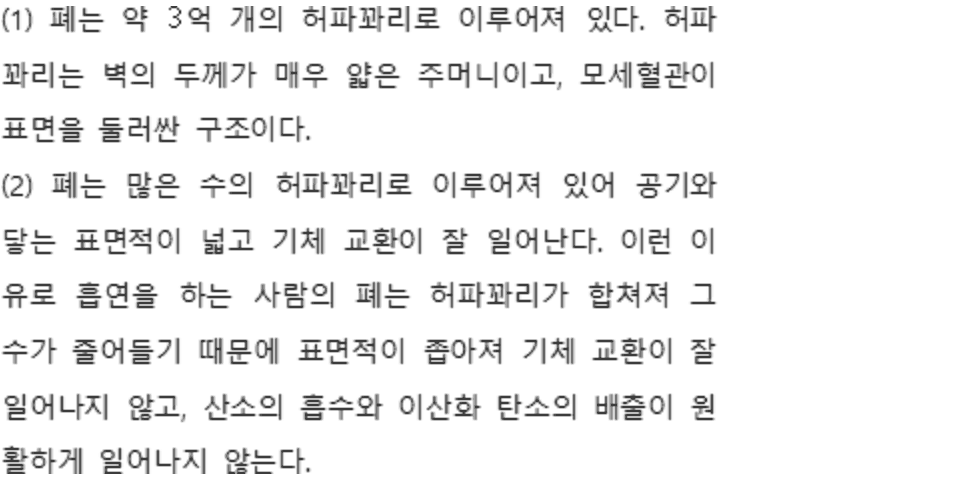 (1) 폐는 약 3억 개의 허파꽈리로 이루어져 있다. 허파
꽈리는 벽의 두께가 매우 얇은 주머니이고, 모세혈관이
표면을 둘러싼 구조이다.
(2) 폐는 많은 수의 허파꽈리로 이루어져 있어 공기와
닿는 표면적이 넓고 기체 교환이 잘 일어난다. 이런 이
유로 흡연을 하는 사람의 폐는 허파꽈리가 합쳐져 그
수가 줄어들기 때문에 표면적이 좁아져 기체 교환이 잘
일어나지 않고, 산소의 흡수와 이산화 탄소의 배출이 원
활하게 일어나지 않는다.